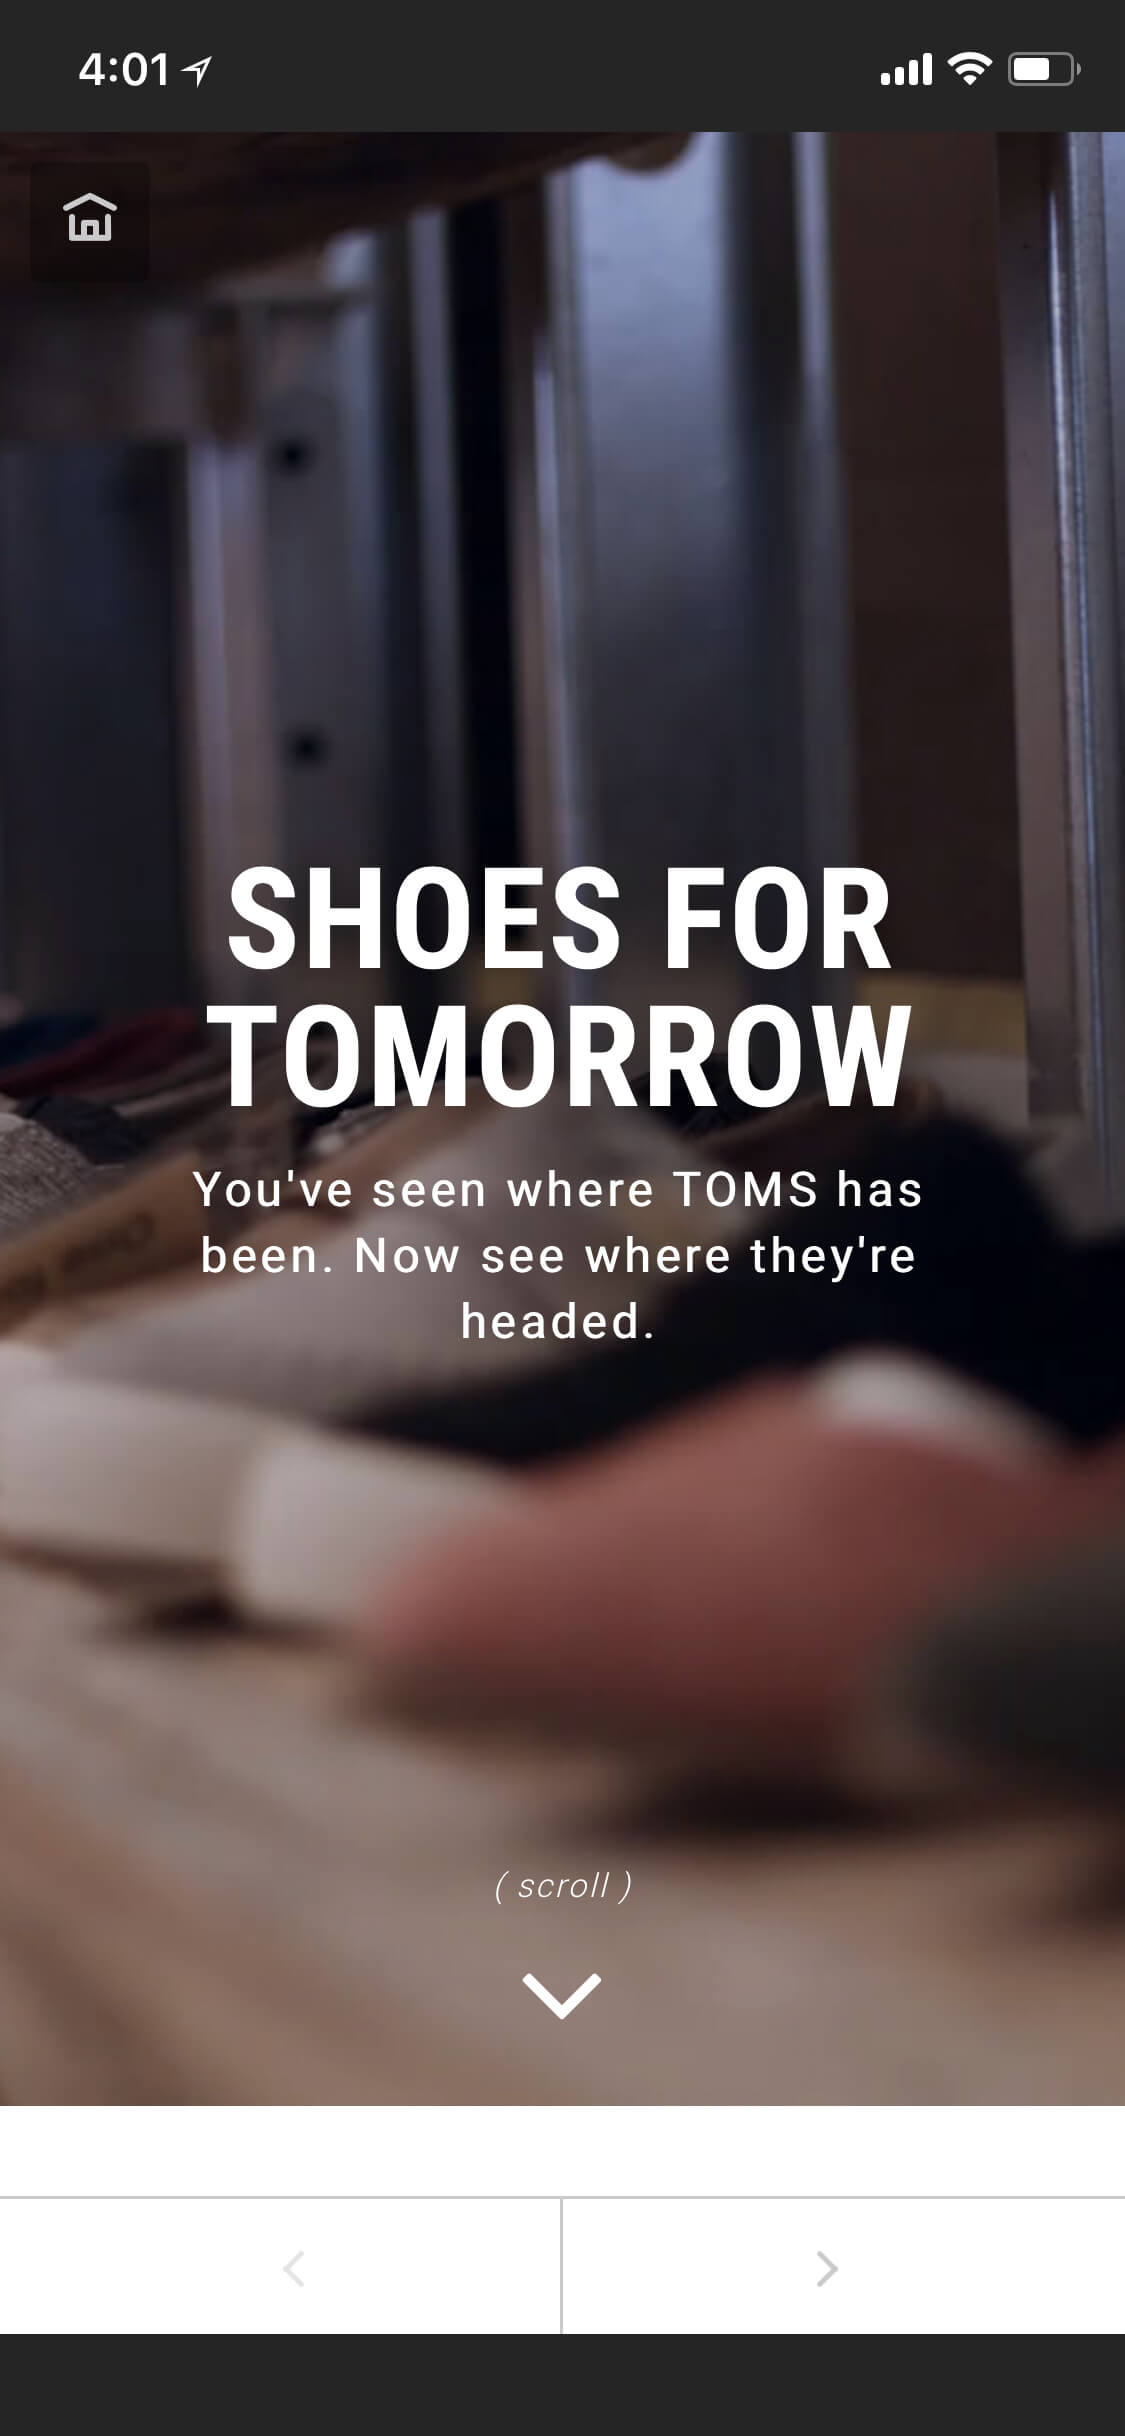 4:01
SHOES FOR
TOMORROW
You've seen where TOMS has
been. Now see where they're
headed.
( scroll )